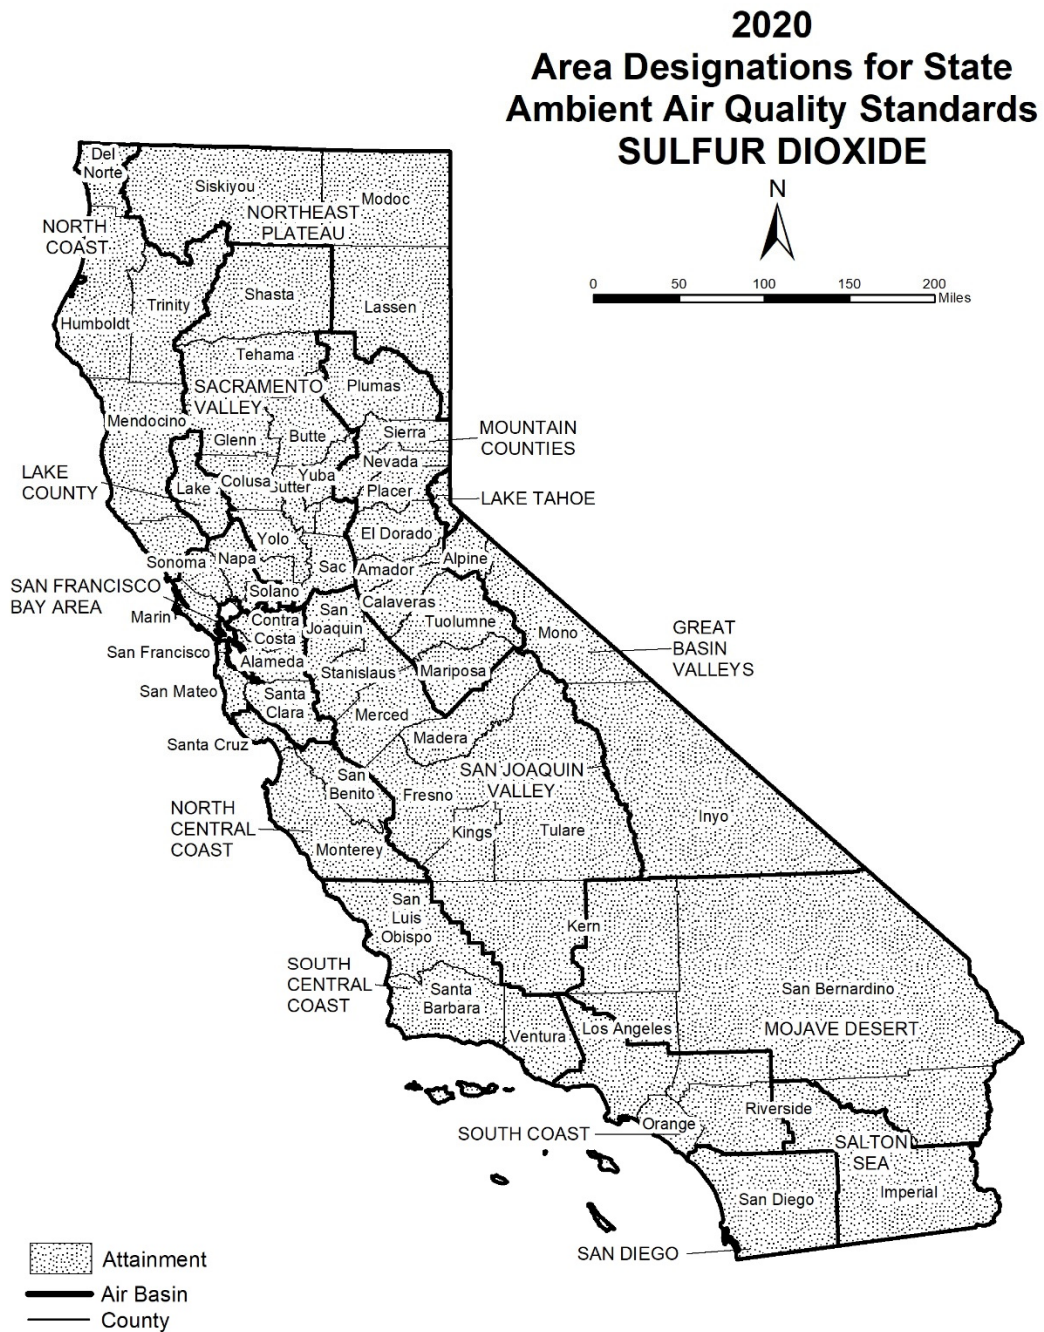 2020
Area Designations for State
Ambient Air Quality Standards
SULFUR DIOXIDE
N
0 50 100 150 200
Miles
Del
Norte
Siskiyou
Modoc
NORTHEAST
PLATEAU
NORTH
COAST
Shasta
Trinity
Lassen
Humboldt
Tehama
Plumas
SACRAMENTO
VALLEY
Mendocino
Glenn
Butte
Sierra
MOUNTAIN
COUNTIES
Nevada
LAKE
COUNTY
Lake
Colusa
Yuba
utter
Placer
LAKE TAHOE
El Dorado
Yolo
Sonoma
Napa
Sac
Amador
Alpine
SAN FRANCISCO
BAY AREA
Solano
Marin
Contra
Costa
San
Joaquin
Calaveras
Tuolumne
Mono
GREAT
BASIN
VALLEYS
San Francisco
Alameda
Stanislaus
Mariposa
San Mateo
Santa
Clara
Merced
Santa Cruz
Madera
San
Benito
SAN JOAQUIN
VALLEY
Fresno
NORTH
CENTRAL
COAST
Monterey
Kings
Tulare
Inyo
San
Luis
Obispo
Kern
SOUTH
CENTRAL
COAST
Santa
Barbara
San Bernardino
Ventura
Los Angeles
MOJAVE DESERT
Orange
Riverside
SOUTH COAST
SALTON
SEA
San Diego
Imperial
SAN DIEGO
Attainment
Air Basin
County